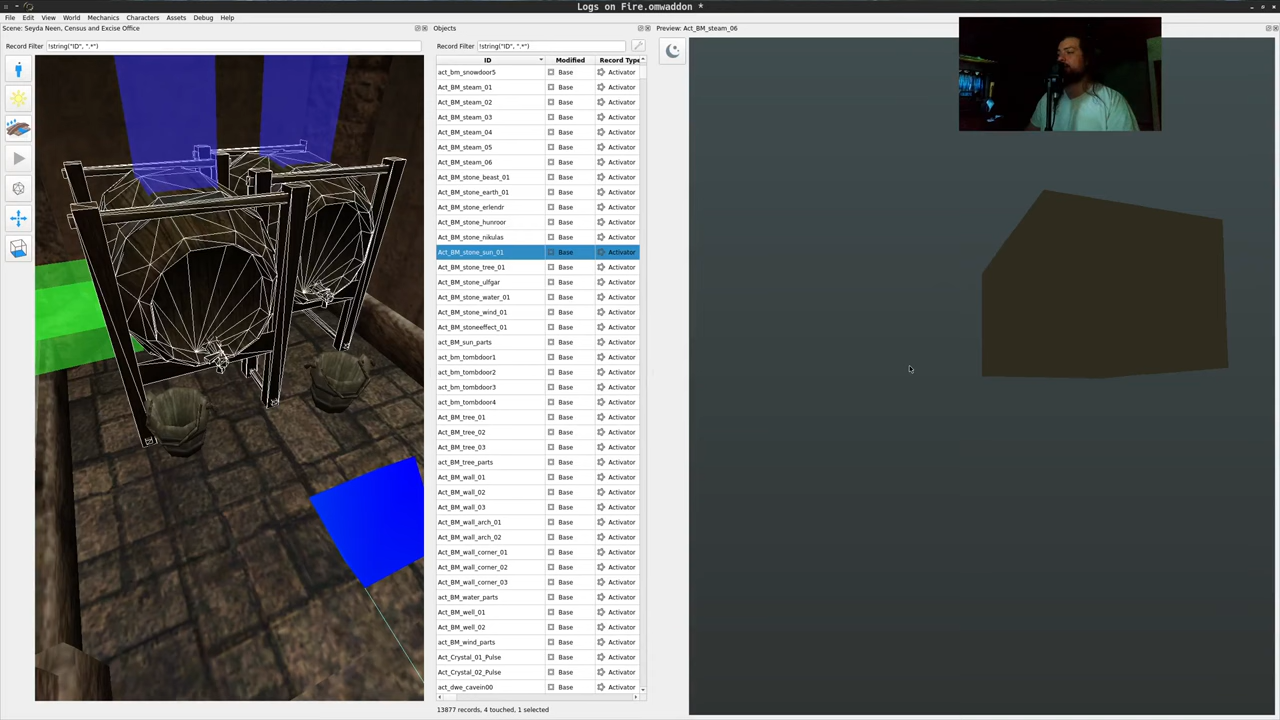 Logs on Fire.omwaddon *
File Edit View World Mechanics Characters Assets Debug Help
Scene: Seyda Neen, Census and Excise Office
Record Filter !string("ID", ".*")
Objects
Record Filter !string("ID", ".*")
ID Modified Record Type
act_bm_snowdoor5 Base Activator
Act_BM_steam_01 Base Activator
Act_BM_steam_02 Base Activator
Act_BM_steam_03 Base Activator
Act_BM_steam_04 Base Activator
Act_BM_steam_05 Base Activator
Act_BM_steam_06 Base Activator
Act_BM_stone_beast_01 Base Activator
Act_BM_stone_earth_01 Base Activator
Act_BM_stone_erlendr Base Activator
Act_BM_stone_hunroor Base Activator
Act_BM_stone_nikulas Base Activator
Act_BM_stone_sun_01 Base Activator
Act_BM_stone_tree_01 Base Activator
Act_BM_stone_ulfgar Base Activator
Act_BM_stone_water_01 Base Activator
Act_BM_stone_wind_01 Base Activator
Act_BM_stoneeffect_01 Base Activator
act_BM_sun_parts Base Activator
act_bm_tombdoor1 Base Activator
act_bm_tombdoor2 Base Activator
act_bm_tombdoor3 Base Activator
act_bm_tombdoor4 Base Activator
Act_BM_tree_01 Base Activator
Act_BM_tree_02 Base Activator
Act_BM_tree_03 Base Activator
act_BM_tree_parts Base Activator
Act_BM_wall_01 Base Activator
Act_BM_wall_02 Base Activator
Act_BM_wall_03 Base Activator
Act_BM_wall_arch_01 Base Activator
Act_BM_wall_arch_02 Base Activator
Act_BM_wall_corner_01 Base Activator
Act_BM_wall_corner_02 Base Activator
Act_BM_wall_corner_03 Base Activator
act_BM_water_parts Base Activator
Act_BM_well_01 Base Activator
Act_BM_well_02 Base Activator
act_BM_wind_parts Base Activator
Act_Crystal_01_Pulse Base Activator
Act_Crystal_02_Pulse Base Activator
act_dwe_cavein00 Base Activator
13877 records, 4 touched, 1 selected
Preview: Act_BM_steam_06